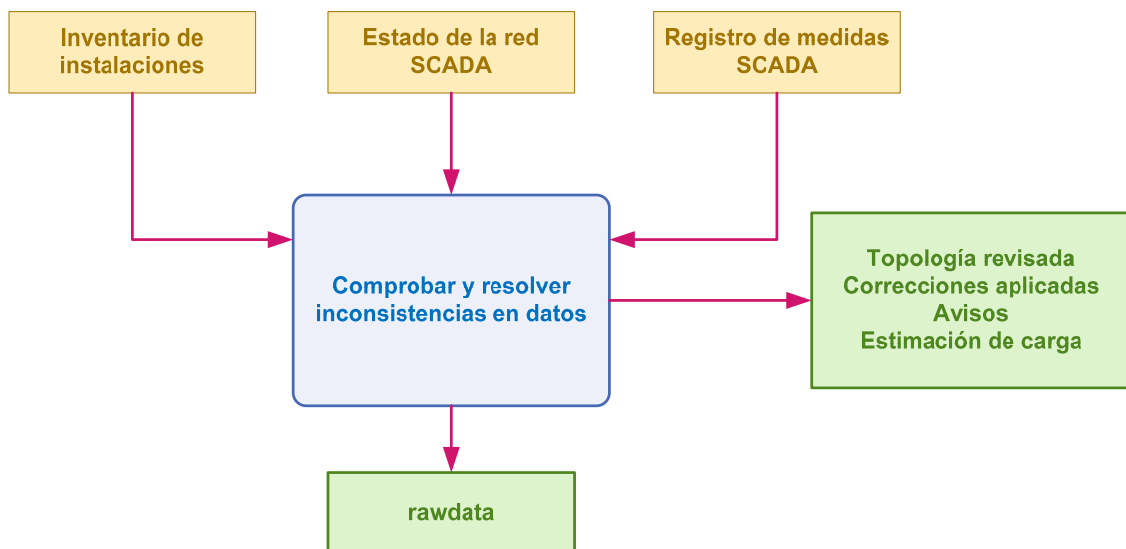 Inventario de
instalaciones
Estado de la red
SCADA
Registro de medidas
SCADA
Comprobar y resolver
inconsistencias en datos
Topología revisada
Correcciones aplicadas
Avisos
Estimación de carga
rawdata